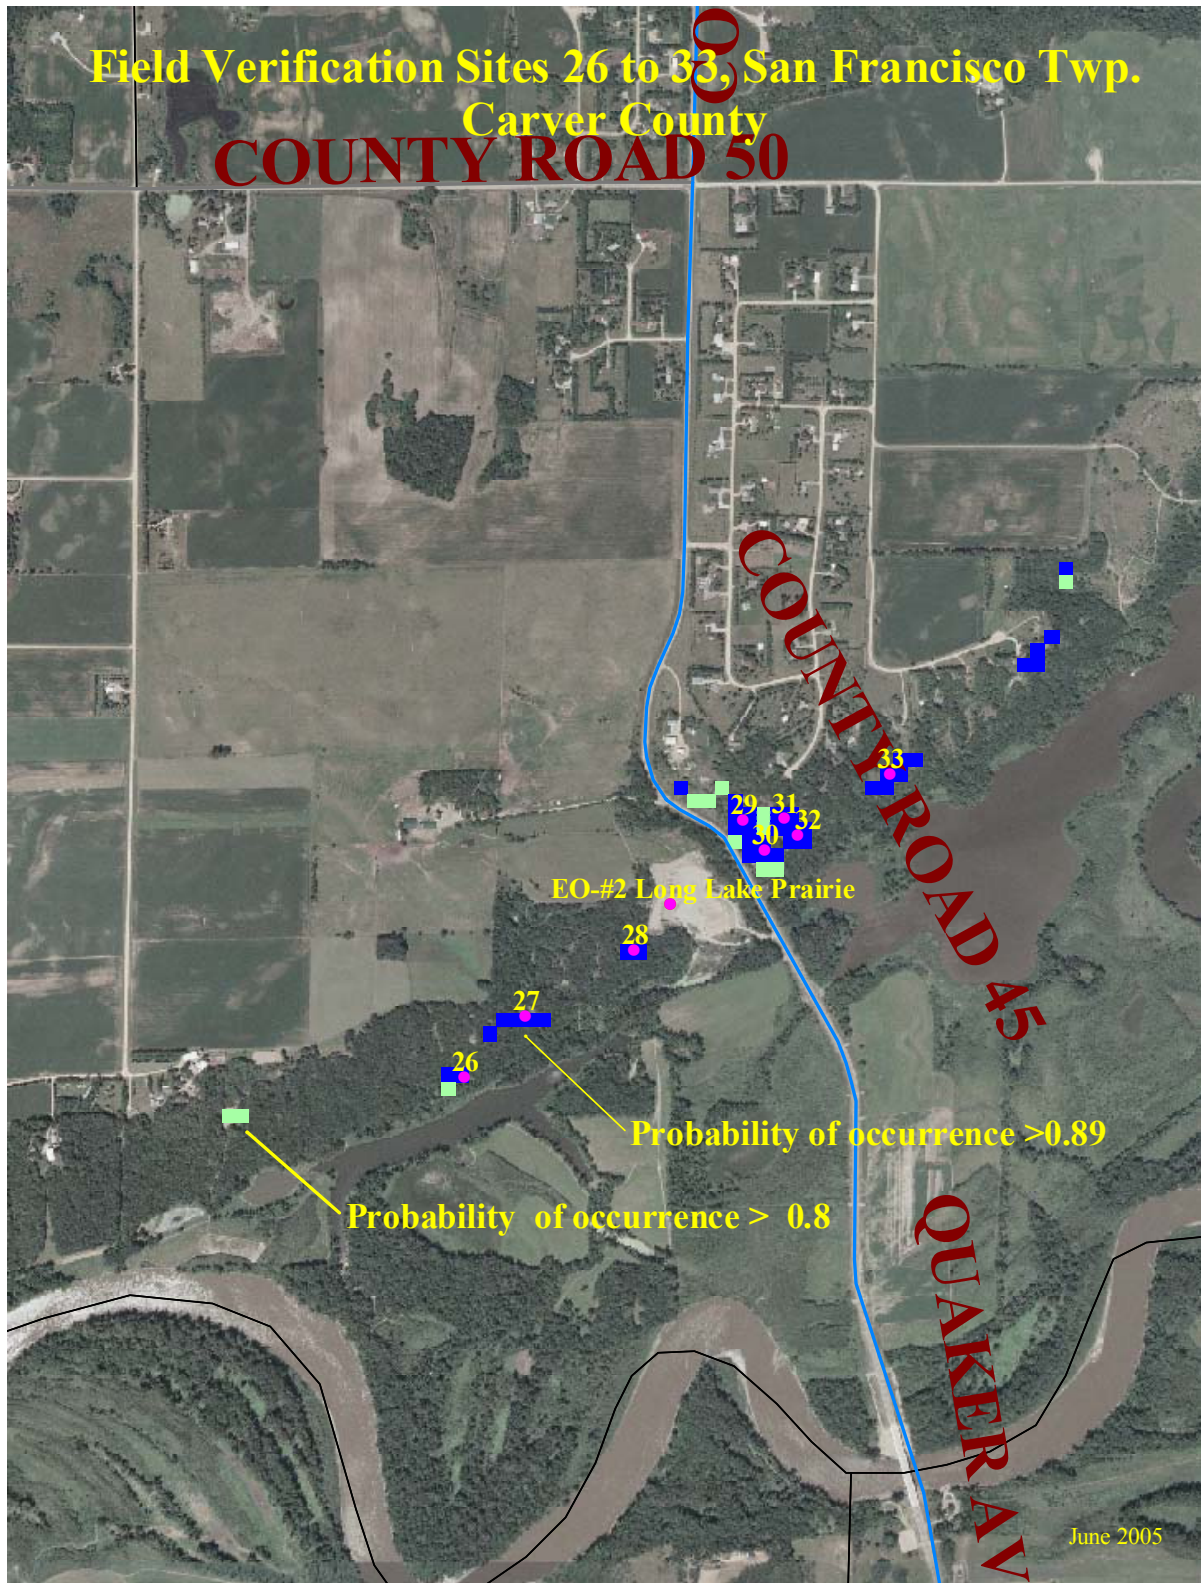 CO
Field Verification Sites 26 to 33, San Francisco Twp.
Carver County
COUNTY ROAD 50
COUNTY ROAD 45
33
29
31
32
30
EO-#2 Long Lake Prairie
28
27
26
Probability of occurrence >0.89
Probability of occurrence > 0.8
QUAKER AV
June 2005